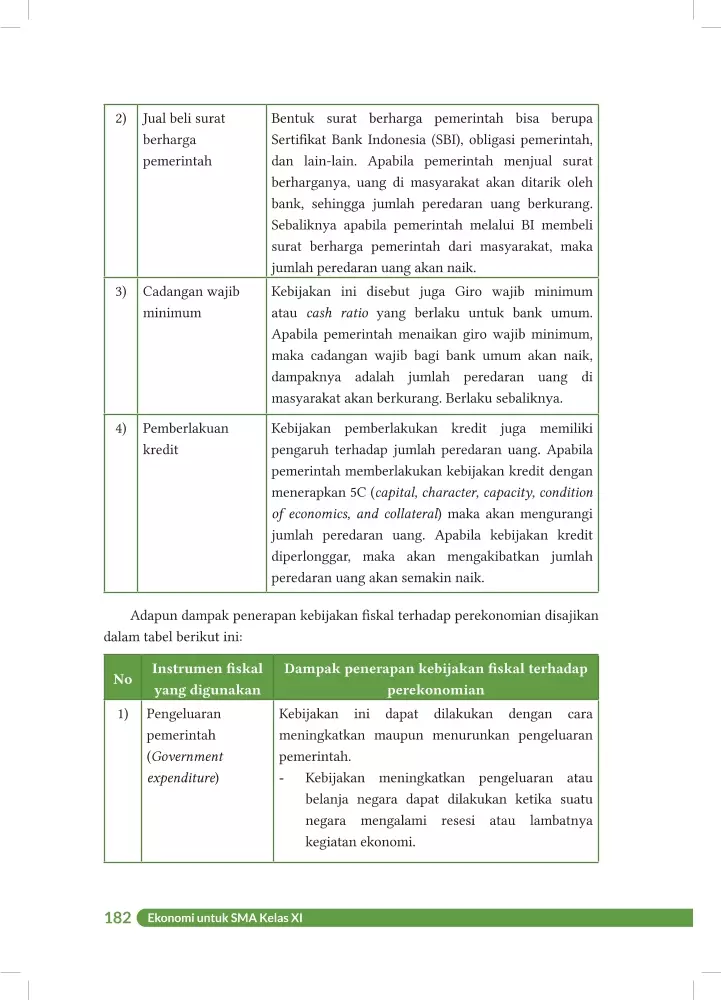 2) Jual beli surat berharga pemerintah
Bentuk surat berharga pemerintah bisa berupa
Sertifikat Bank Indonesia (SBI), obligasi pemerintah,
dan lain-lain. Apabila pemerintah menjual surat
berharganya, uang di masyarakat akan ditarik oleh
bank, sehingga jumlah peredaran uang berkurang.
Sebaliknya apabila pemerintah melalui BI membeli
surat berharga pemerintah dari masyarakat, maka
jumlah peredaran uang akan naik.
3) Cadangan wajib minimum
Kebijakan ini disebut juga Giro wajib minimum
atau cash ratio yang berlaku untuk bank umum.
Apabila pemerintah menaikan giro wajib minimum,
maka cadangan wajib bagi bank umum akan naik,
dampaknya adalah jumlah peredaran uang di
masyarakat akan berkurang. Berlaku sebaliknya.
4) Pemberlakuan kredit
Kebijakan pemberlakukan kredit juga memiliki
pengaruh terhadap jumlah peredaran uang. Apabila
pemerintah memberlakukan kebijakan kredit dengan
menerapkan 5C (capital, character, capacity, condition
of economics, and collateral) maka akan mengurangi
jumlah peredaran uang. Apabila kebijakan kredit
diperlonggar, maka akan mengakibatkan jumlah
peredaran uang akan semakin naik.
Adapun dampak penerapan kebijakan fiskal terhadap perekonomian disajikan
dalam tabel berikut ini:
No
Instrumen fiskal
yang digunakan
Dampak penerapan kebijakan fiskal terhadap
perekonomian
1) Pengeluaran
pemerintah
(Government
expenditure)
Kebijakan ini dapat dilakukan dengan cara
meningkatkan maupun menurunkan pengeluaran
pemerintah.
- Kebijakan meningkatkan pengeluaran atau
belanja negara dapat dilakukan ketika suatu
negara mengalami resesi atau lambatnya
kegiatan ekonomi.
182 Ekonomi untuk SMA Kelas XI